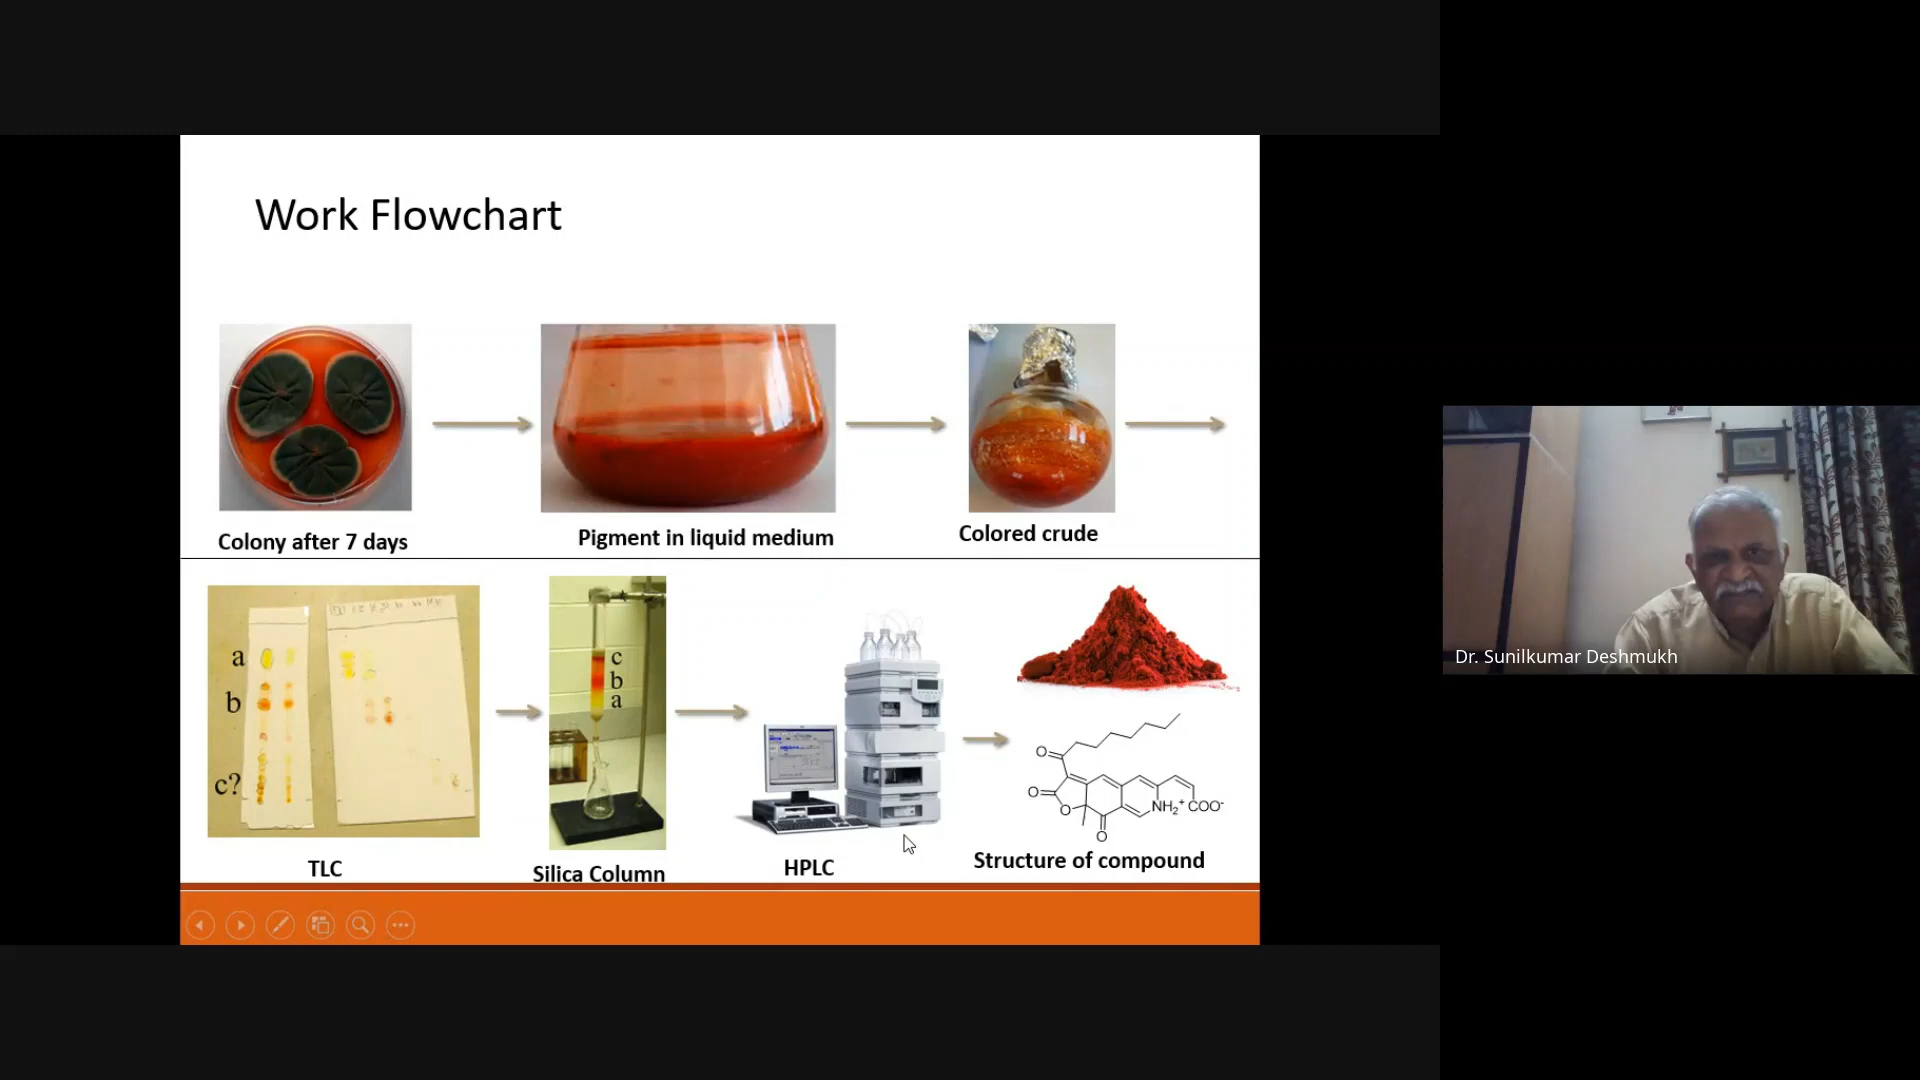 Work Flowchart
Colony after 7 days
Pigment in liquid medium
Colored crude
a
b
c?
c
b
a
O
O
O
O
NH2+ COO-
TLC
Silica Column
HPLC
Structure of compound
Dr. Sunilkumar Deshmukh